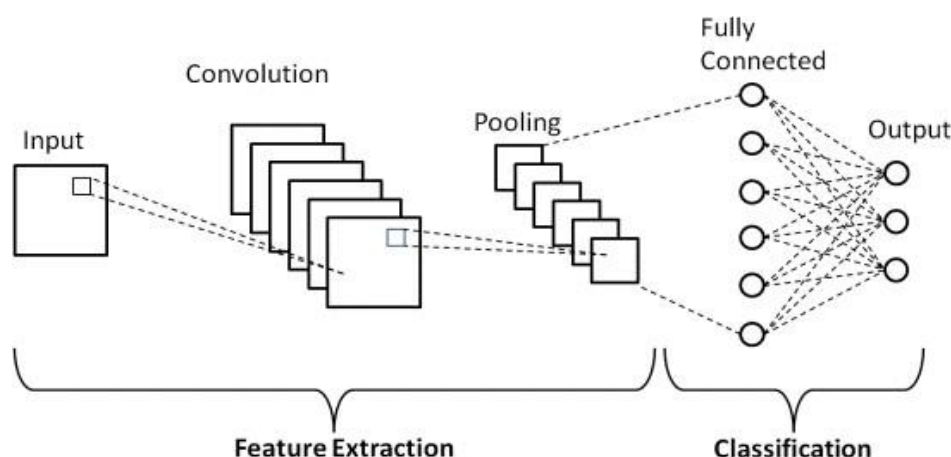 Input
Convolution
Pooling
Fully
Connected
Output
Feature Extraction
Classification